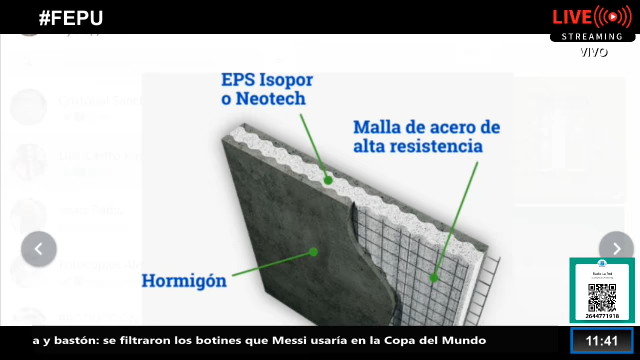 #FEPU
LIVE
STREAMING
VIVO
EPS Isopor
o Neotech
Malla de acero de
alta resistencia
Hormigón
2644771918
a y bastón: se filtraron los botines que Messi usaría en la Copa del Mundo
11:41